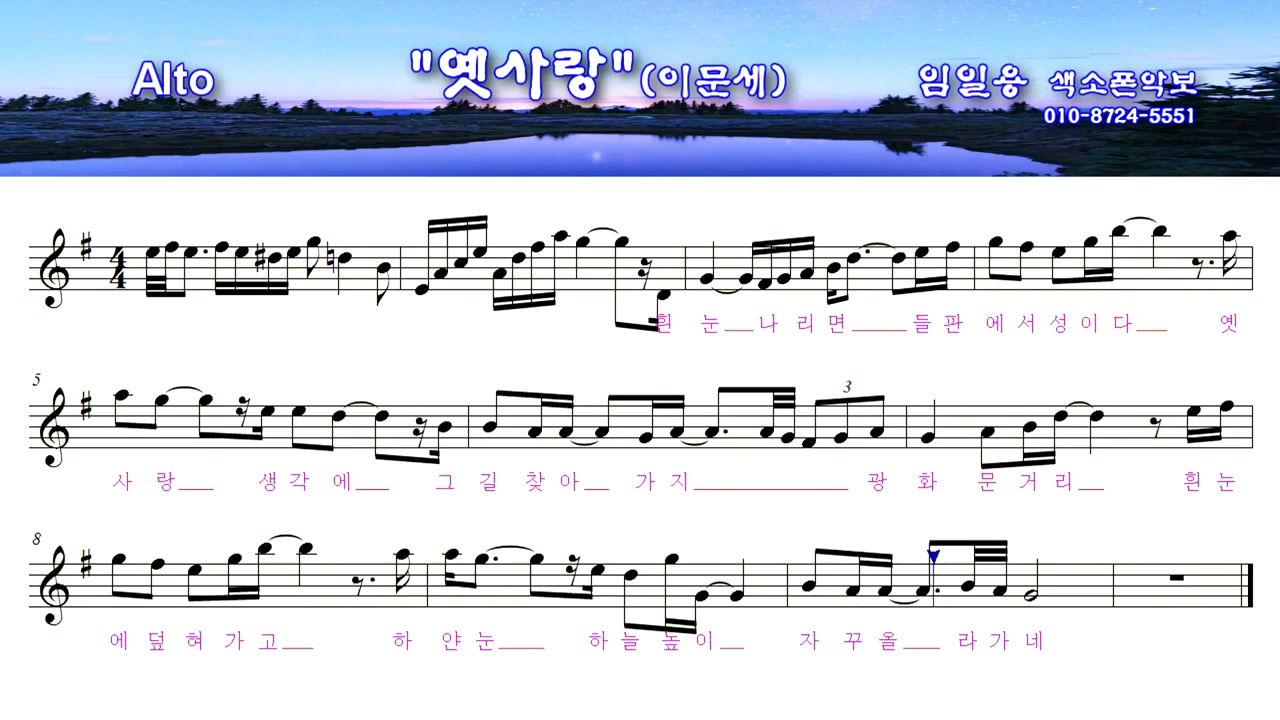 Alto "옛사랑"(이문세) 임일용 색소폰악보
010-8724-5551
흰 눈 나 리 면 들 판 에 서 성 이 다 옛
5
3
사 랑 생 각 에 그 길 찾 아 가 지 광 화 문 거 리 흰 눈
8
에 덮 혀 가 고 하 얀 눈 하 늘 높 이 자 꾸 올 라 가 네